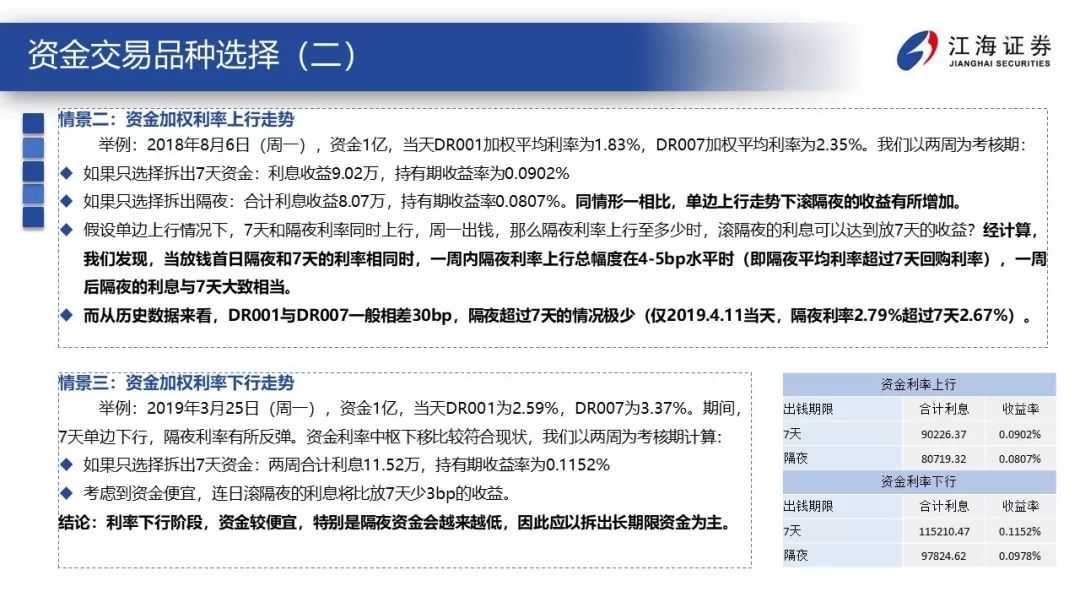 资金交易品种选择（二）
江海证券
JIANGHAI SECURITIES
情景二：资金加权利率上行走势
举例：2018年8月6日（周一），资金1亿，当天DR001加权平均利率为1.83%，DR007加权平均利率为2.35%。我们以两周为考核期：
如果只选择拆出7天资金：利息收益9.02万，持有期收益率为0.0902%
如果只选择拆出隔夜：合计利息收益8.07万，持有期收益率0.0807%。同情形一相比，单边上行走势下滚隔夜的收益有所增加。
假设单边上行情况下，7天和隔夜利率同时上行，周一出钱，那么隔夜利率上行至多少时，滚隔夜的利息可以达到放7天的收益？经计算，
我们发现，当放钱首日隔夜和7天的利率相同时，一周内隔夜利率上行总幅度在4-5bp水平时（即隔夜平均利率超过7天回购利率），一周
后隔夜的利息与7天大致相当。
而从历史数据来看，DR001与DR007一般相差30bp，隔夜超过7天的情况极少（仅2019.4.11当天，隔夜利率2.79%超过7天2.67%）。
情景三：资金加权利率下行走势
举例：2019年3月25日（周一），资金1亿，当天DR001为2.59%，DR007为3.37%。期间，
7天单边下行，隔夜利率有所反弹。资金利率中枢下移比较符合现状，我们以两周为考核期计算：
如果只选择拆出7天资金：两周合计利息11.52万，持有期收益率为0.1152%
考虑到资金便宜，连日滚隔夜的利息将比放7天少3bp的收益。
结论：利率下行阶段，资金较便宜，特别是隔夜资金会越来越低，因此应以拆出长期限资金为主。
资金利率上行
出钱期限 合计利息 收益率
7天 90226.37 0.0902%
隔夜 80719.32 0.0807%
资金利率下行
出钱期限 合计利息 收益率
7天 115210.47 0.1152%
隔夜 97824.62 0.0978%